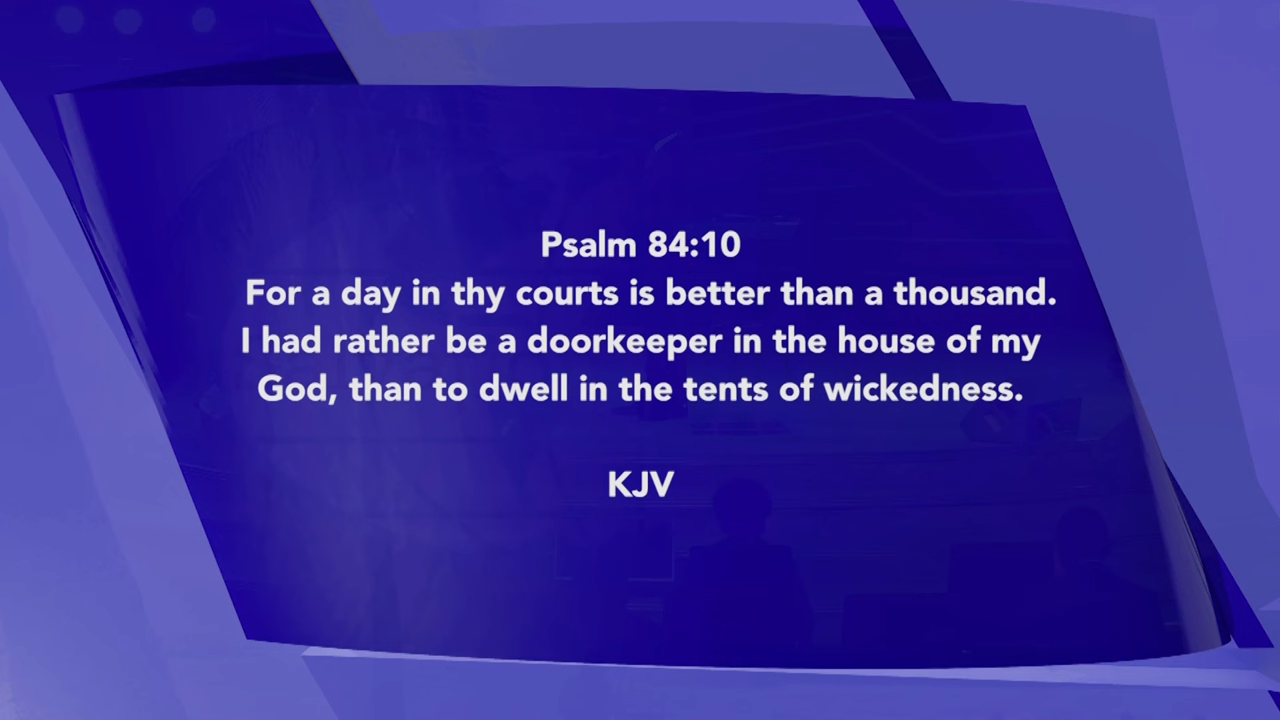 Psalm 84:10
For a day in thy courts is better than a thousand.
I had rather be a doorkeeper in the house of my
God, than to dwell in the tents of wickedness.
KJV